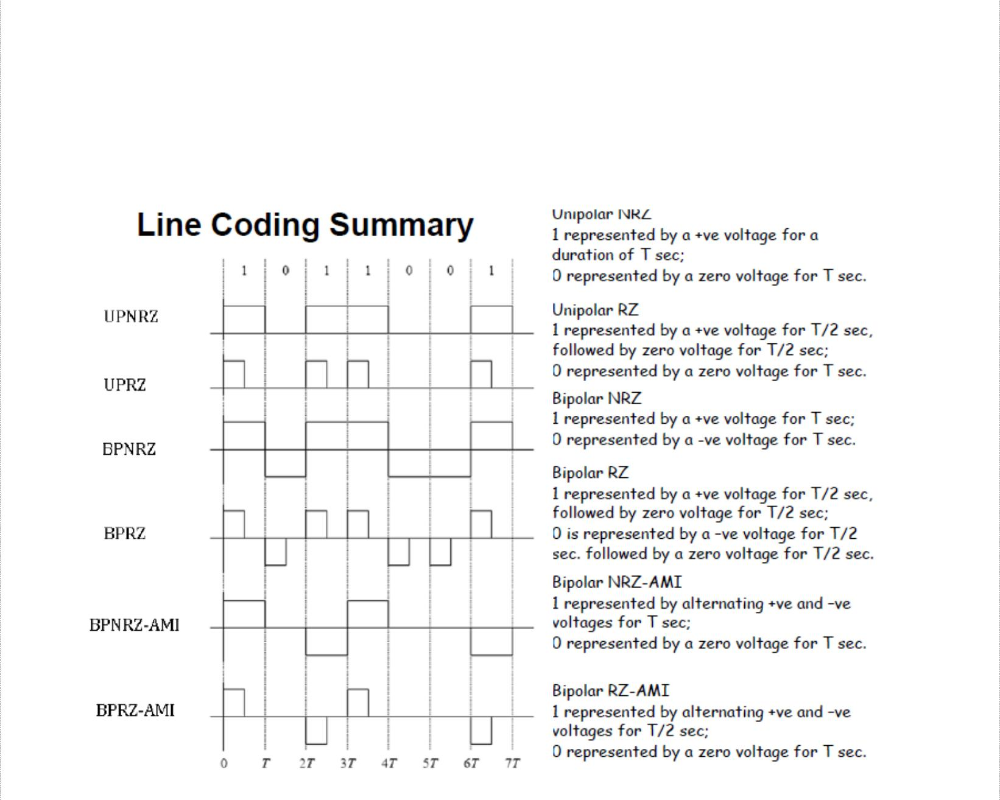 Line Coding Summary
1 0 1 1 0 0 1
UPNRZ
UPRZ
BPNRZ
BPRZ
BPNRZ-AMI
BPRZ-AMI
0 T 2T 3T 4T 5T 6T 7T
Unipolar NRZ
1 represented by a +ve voltage for a
duration of T sec;
0 represented by a zero voltage for T sec.
Unipolar RZ
1 represented by a +ve voltage for T/2 sec,
followed by zero voltage for T/2 sec;
0 represented by a zero voltage for T sec.
Bipolar NRZ
1 represented by a +ve voltage for T sec;
0 represented by a -ve voltage for T sec.
Bipolar RZ
1 represented by a +ve voltage for T/2 sec,
followed by zero voltage for T/2 sec;
0 is represented by a –ve voltage for T/2
sec. followed by a zero voltage for T/2 sec.
Bipolar NRZ-AMI
1 represented by alternating +ve and –ve
voltages for T sec;
0 represented by a zero voltage for T sec.
Bipolar RZ-AMI
1 represented by alternating +ve and –ve
voltages for T/2 sec;
0 represented by a zero voltage for T sec.